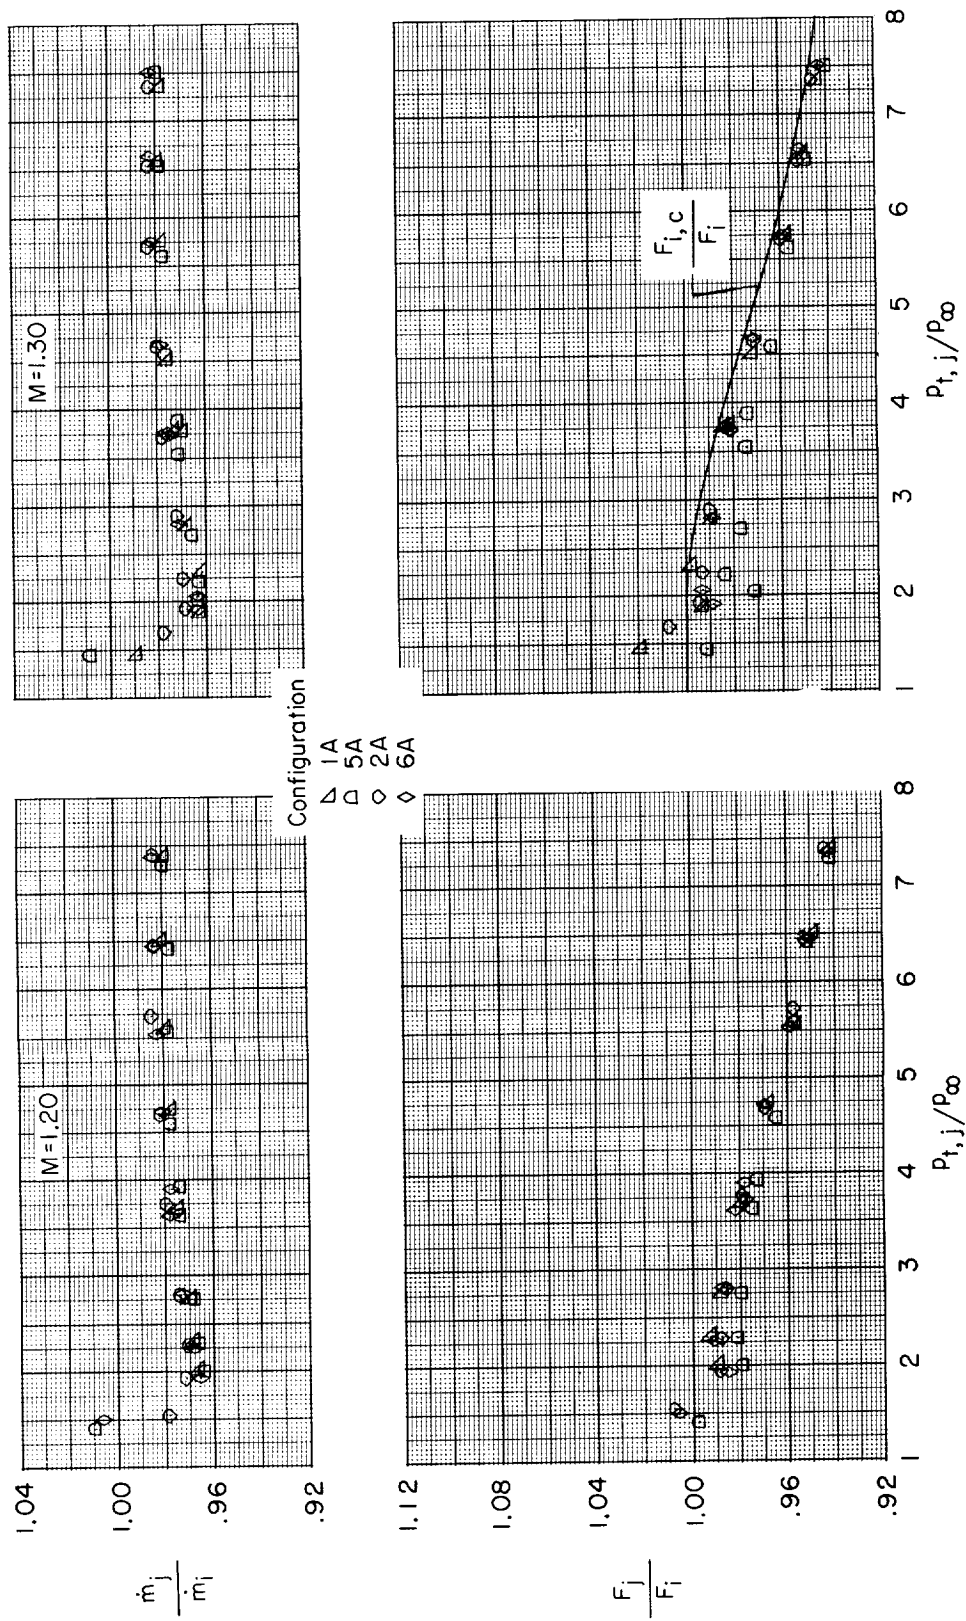 M=1.20
M=1.30
1.04
1.00
.96
.92
ṁj
ṁi
Configuration
1A
5A
2A
6A
1.12
1.08
1.04
1.00
.96
.92
Fj
Fi
Fi,c
Fi
1 2 3 4 5 6 7 8
1 2 3 4 5 6 7 8
pt,j/p∞
pt,j/p∞